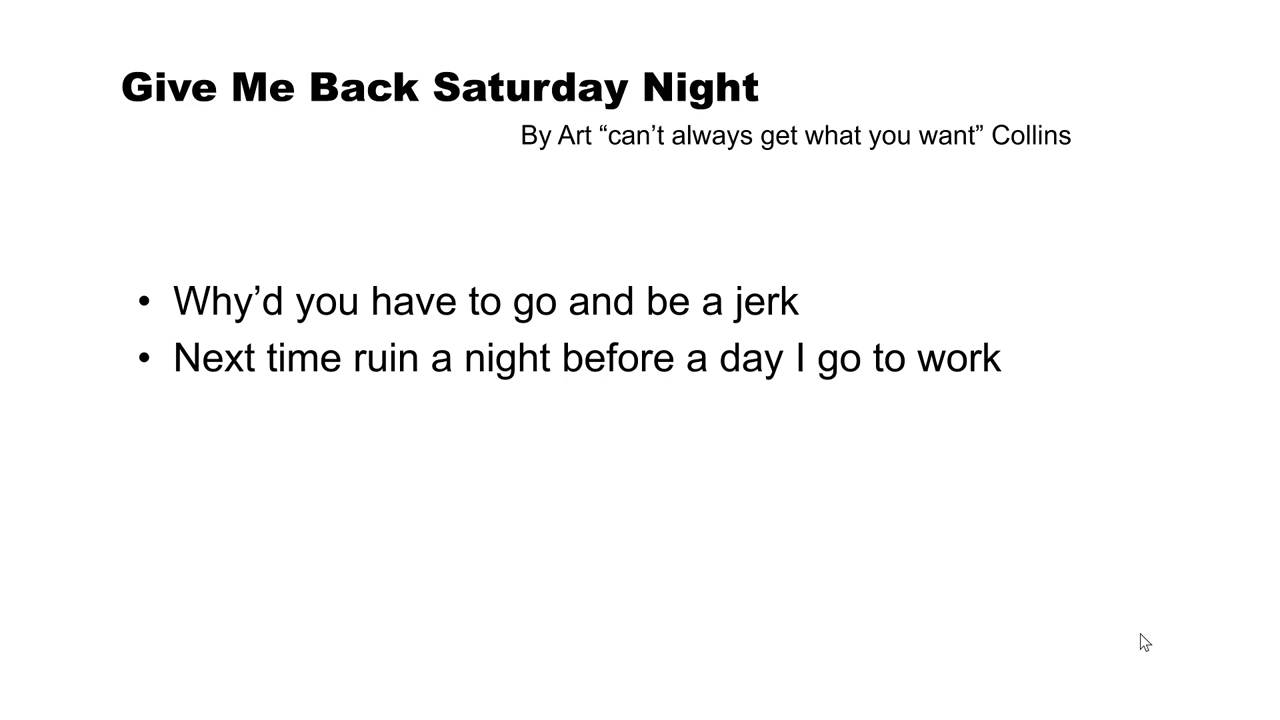 Give Me Back Saturday Night
By Art “can’t always get what you want” Collins
• Why’d you have to go and be a jerk
• Next time ruin a night before a day I go to work